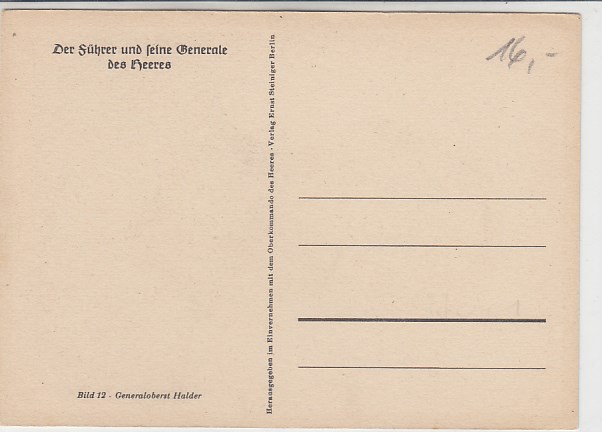 Der Führer und seine Generale
des Heeres
Bild 12 - Generaloberst Halder
Herausgegeben im Einvernehmen mit dem Oberkommando des Heeres · Verlag Ernst Steiniger Berlin
16,-